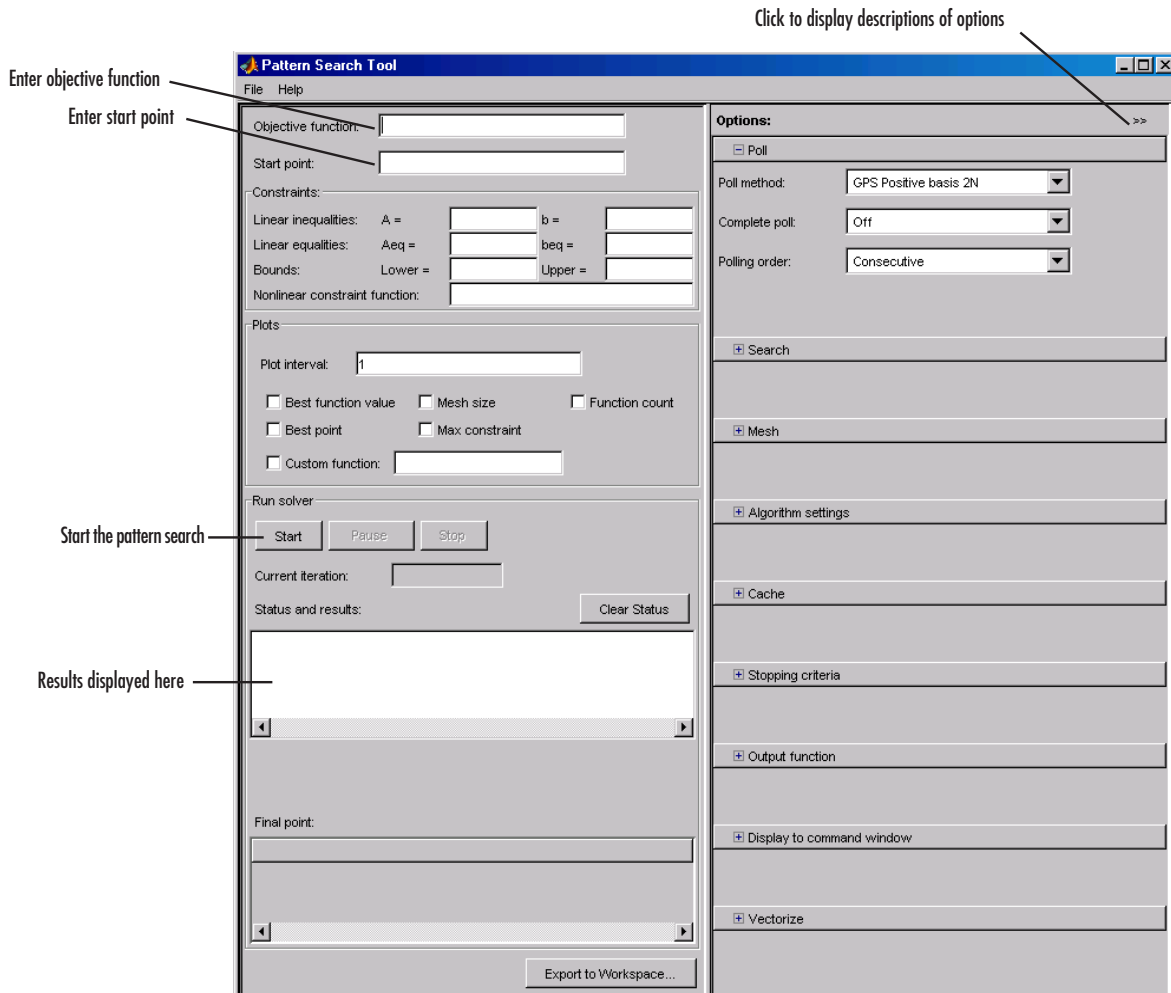 Click to display descriptions of options
Pattern Search Tool
Enter objective function
File Help
Enter start point
Objective function:
Start point:
Constraints:
Linear inequalities: A = b =
Linear equalities: Aeq = beq =
Bounds: Lower = Upper =
Nonlinear constraint function:
Plots
Plot interval: 1
Best function value Mesh size Function count
Best point Max constraint
Custom function:
Run solver
Start the pattern search
Start Pause Stop
Current iteration:
Status and results: Clear Status
Results displayed here
Final point:
Export to Workspace...
Options: >>
Poll
Poll method: GPS Positive basis 2N
Complete poll: Off
Polling order: Consecutive
Search
Mesh
Algorithm settings
Cache
Stopping criteria
Output function
Display to command window
Vectorize